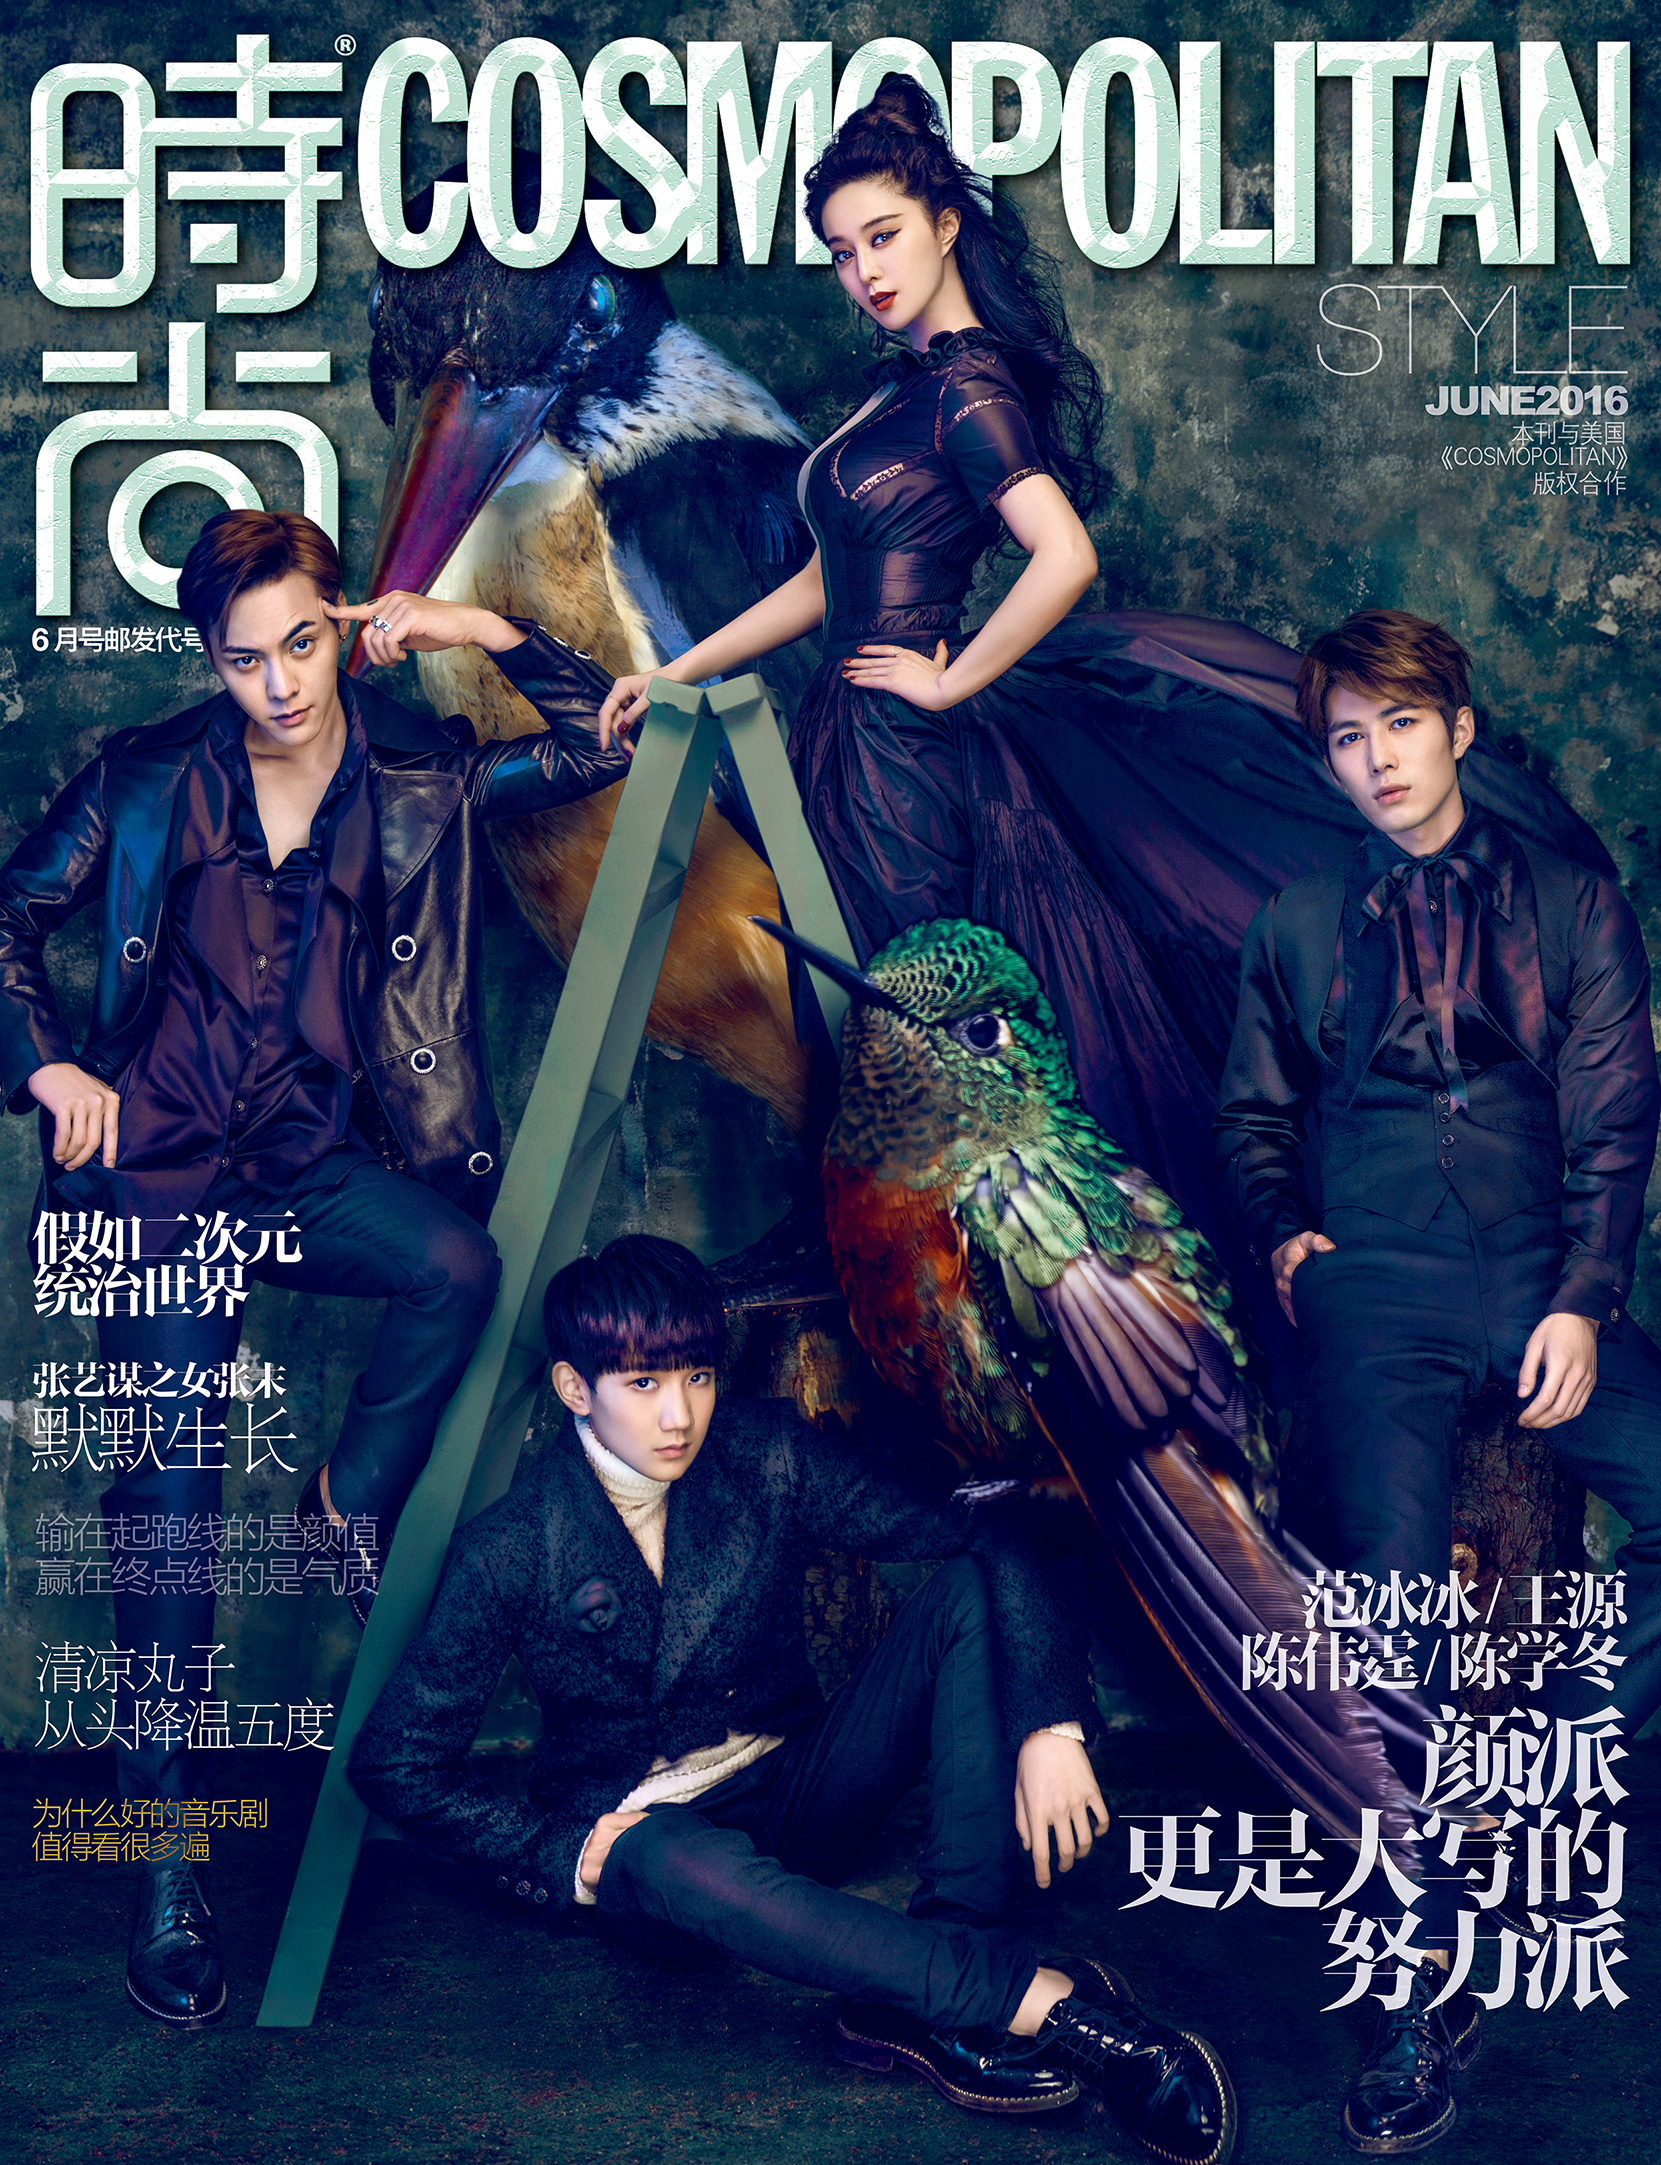 時尚®COSMOPOLITAN
STYLE
JUNE2016
本刊与美国
《COSMOPOLITAN》
版权合作
6月号邮发代号
假如二次元
统治世界
张艺谋之女张末
默默生长
输在起跑线的是颜值
赢在终点线的是气质
清凉丸子
从头降温五度
为什么好的音乐剧
值得看很多遍
范冰冰/王源
陈伟霆/陈学冬
颜派
更是大写的
努力派